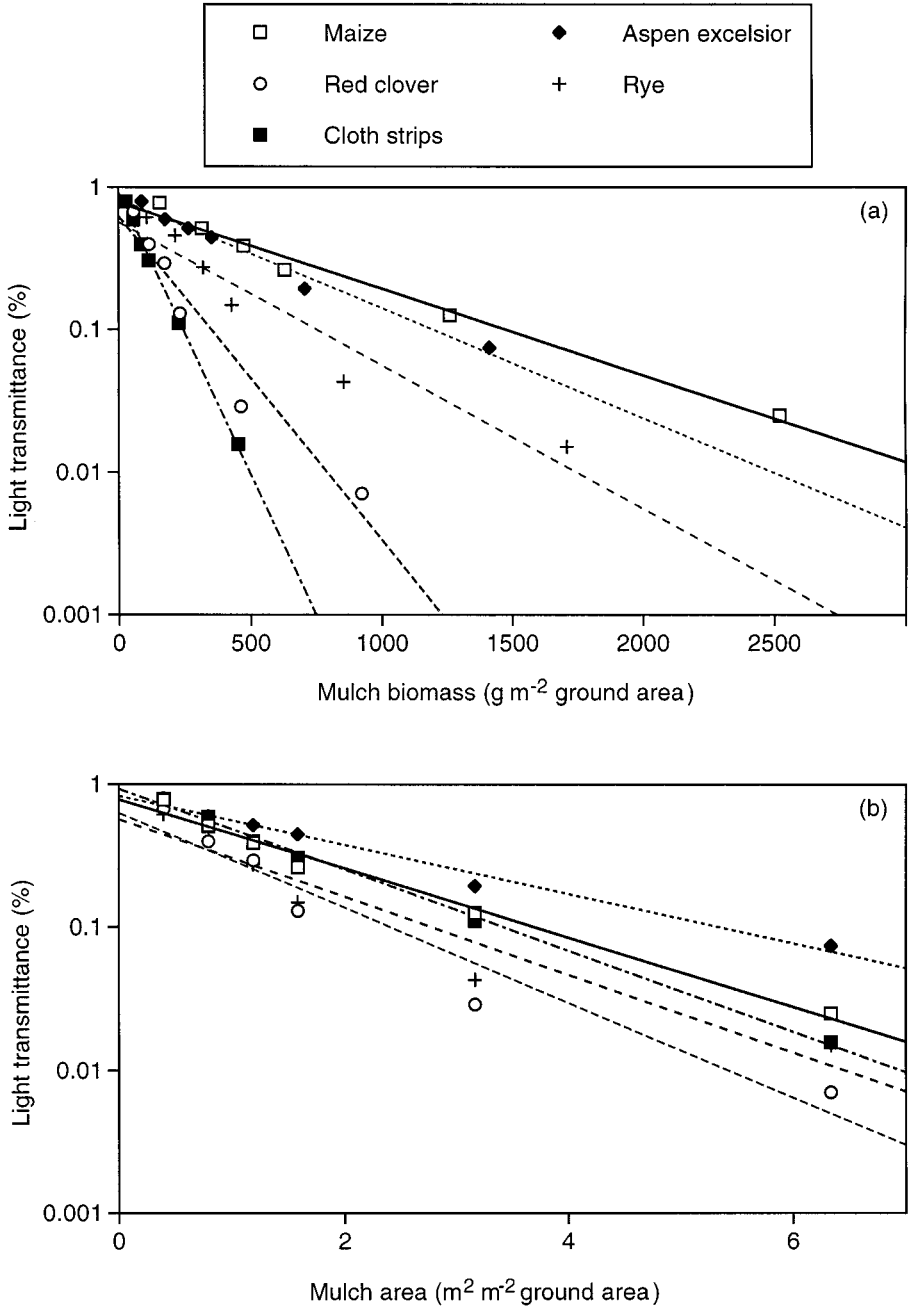 Maize
Aspen excelsior
Red clover
Rye
Cloth strips
(a)
1
0.1
0.01
0.001
Light transmittance (%)
0 500 1000 1500 2000 2500
Mulch biomass (g m⁻² ground area)
(b)
1
0.1
0.01
0.001
Light transmittance (%)
0 2 4 6
Mulch area (m² m⁻² ground area)